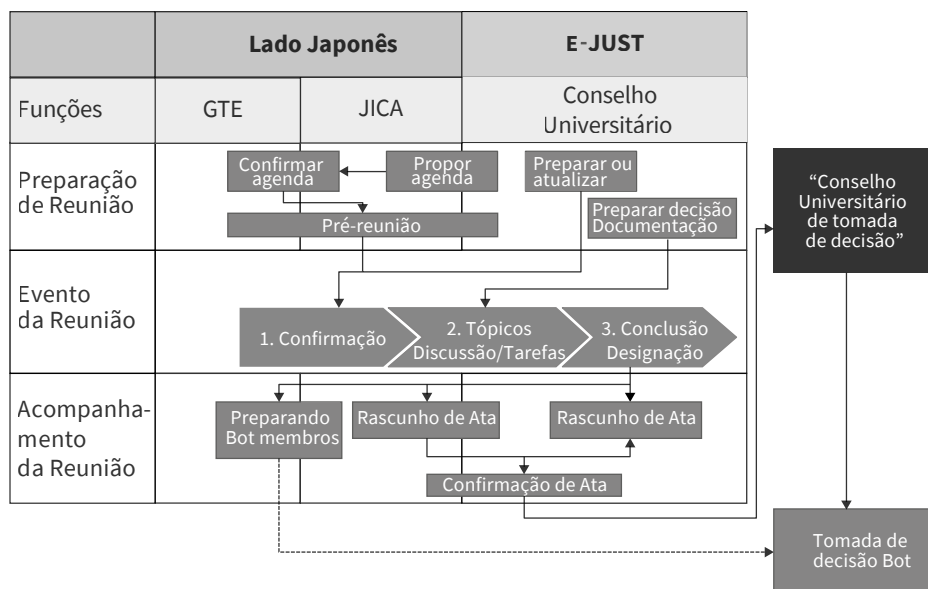 Lado Japonês
E-JUST
Funções
GTE
JICA
Conselho
Universitário
Preparação
de Reunião
Confirmar
agenda
Propor
agenda
Preparar ou
atualizar
Pré-reunião
Preparar decisão
Documentação
“Conselho
Universitário
de tomada
de decisão”
Evento
da Reunião
1. Confirmação
2. Tópicos
Discussão/Tarefas
3. Conclusão
Designação
Acompanha-
mento
da Reunião
Preparando
Bot membros
Rascunho de Ata
Rascunho de Ata
Confirmação de Ata
Tomada de
decisão Bot